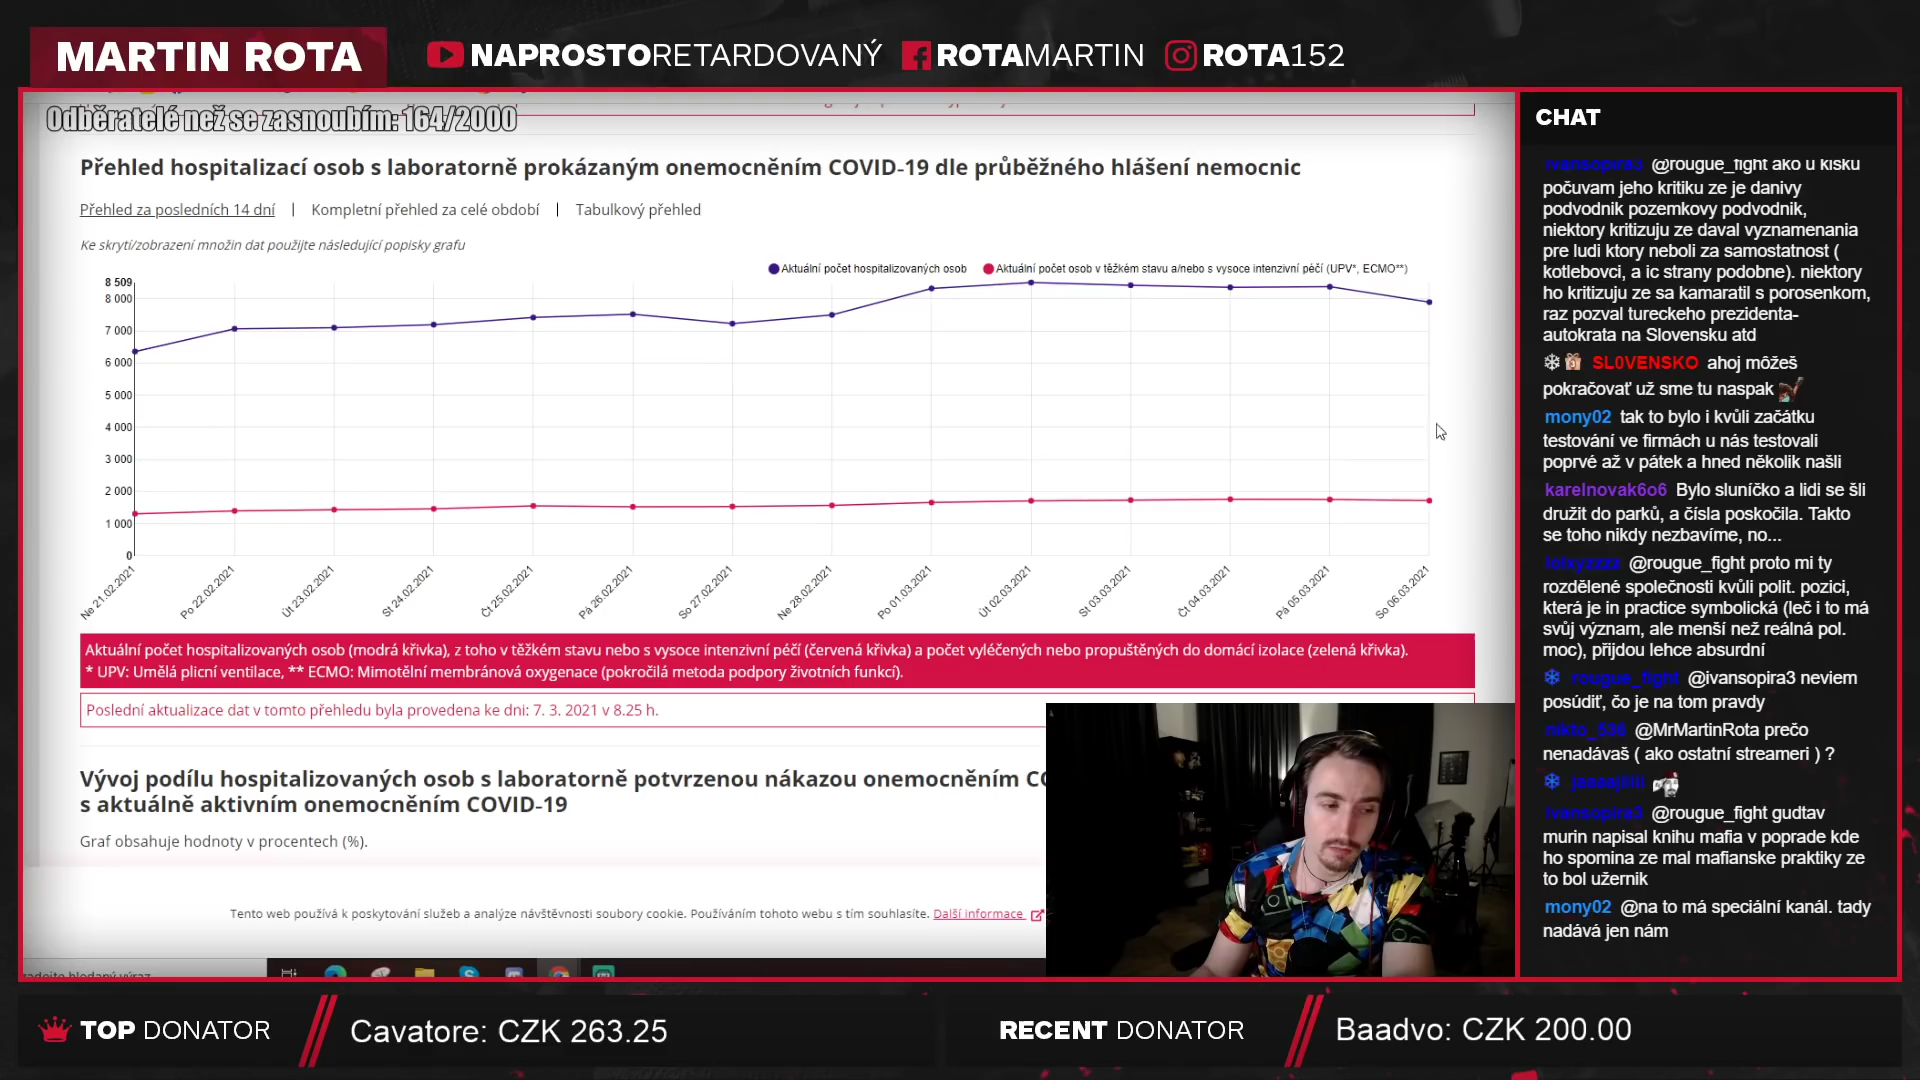 MARTIN ROTA
NAPROSTORETARDOVANÝ
ROTAMARTIN
ROTA152
Odběratelé než se zasnoubím: 164/2000
Přehled hospitalizací osob s laboratorně prokázaným onemocněním COVID-19 dle průběžného hlášení nemocnic
Přehled za posledních 14 dní | Kompletní přehled za celé období | Tabulkový přehled
Ke skrytí/zobrazení množin dat použijte následující popisky grafu
Aktuální počet hospitalizovaných osob
Aktuální počet osob v těžkém stavu a/nebo s vysoce intenzivní péčí (UPV*, ECMO**)
8 509
8 000
7 000
6 000
5 000
4 000
3 000
2 000
1 000
0
Ne 21.02.2021
Po 22.02.2021
Út 23.02.2021
St 24.02.2021
Čt 25.02.2021
Pá 26.02.2021
So 27.02.2021
Ne 28.02.2021
Po 01.03.2021
Út 02.03.2021
St 03.03.2021
Čt 04.03.2021
Pá 05.03.2021
So 06.03.2021
Aktuální počet hospitalizovaných osob (modrá křivka), z toho v těžkém stavu nebo s vysoce intenzivní péčí (červená křivka) a počet vyléčených nebo propuštěných do domácí izolace (zelená křivka).
* UPV: Umělá plicní ventilace, ** ECMO: Mimotělní membránová oxygenace (pokročilá metoda podpory životních funkcí).
Poslední aktualizace dat v tomto přehledu byla provedena ke dni: 7. 3. 2021 v 8.25 h.
Vývoj podílu hospitalizovaných osob s laboratorně potvrzenou nákazou onemocněním
s aktuálně aktivním onemocněním COVID-19
Graf obsahuje hodnoty v procentech (%).
Tento web používá k poskytování služeb a analýze návštěvnosti soubory cookie. Používáním tohoto webu s tím souhlasíte. Další informace
CHAT
ivansopira3 @rougue_fight ako u kisku
počuvam jeho kritiku ze je danivy
podvodnik pozemkovy podvodnik,
niektory kritizuju ze daval vyznamenania
pre ludi ktory neboli za samostatnost (
kotlebovci, a ic strany podobne). niektory
ho kritizuju ze sa kamaratil s porosenkom,
raz pozval tureckeho prezidenta-
autokrata na Slovensku atd
SL0VENSKO ahoj môžeš
pokračovať už sme tu naspak
mony02 tak to bylo i kvůli začátku
testování ve firmách u nás testovali
poprvé až v pátek a hned několik našli
karelnovak6o6 Bylo sluníčko a lidi se šli
družit do parků, a čísla poskočila. Takto
se toho nikdy nezbavíme, no...
lolxyzzzz @rougue_fight proto mi ty
rozdělené společnosti kvůli polit. pozici,
která je in practice symbolická (leč i to má
svůj význam, ale menší než reálná pol.
moc), přijdou lehce absurdní
rougue_fight @ivansopira3 neviem
posúdiť, čo je na tom pravdy
nikto_536 @MrMartinRota prečo
nenadávaš ( ako ostatní streameri ) ?
ivansopira3 @rougue_fight gudtav
murin napisal knihu mafia v poprade kde
ho spomina ze mal mafianske praktiky ze
to bol užernik
mony02 @na to má speciální kanál. tady
nadává jen nám
TOP DONATOR
Cavatore: CZK 263.25
RECENT DONATOR
Baadvo: CZK 200.00